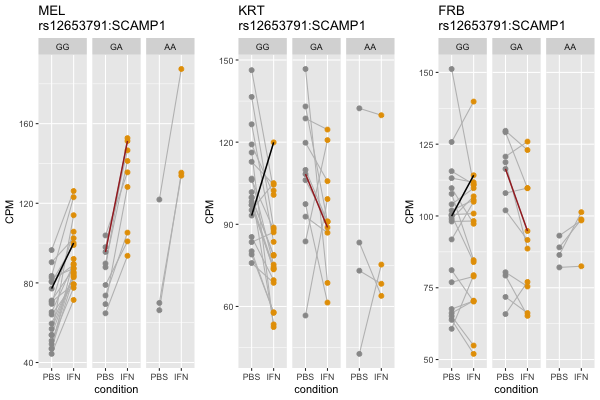 MEL
rs12653791:SCAMP1
GG GA AA
CPM
160
120
80
40
PBS IFN PBS IFN PBS IFN
condition
KRT
rs12653791:SCAMP1
GG GA AA
CPM
150
120
90
60
PBS IFN PBS IFN PBS IFN
condition
FRB
rs12653791:SCAMP1
GG GA AA
CPM
150
125
100
75
50
PBS IFN PBS IFN PBS IFN
condition